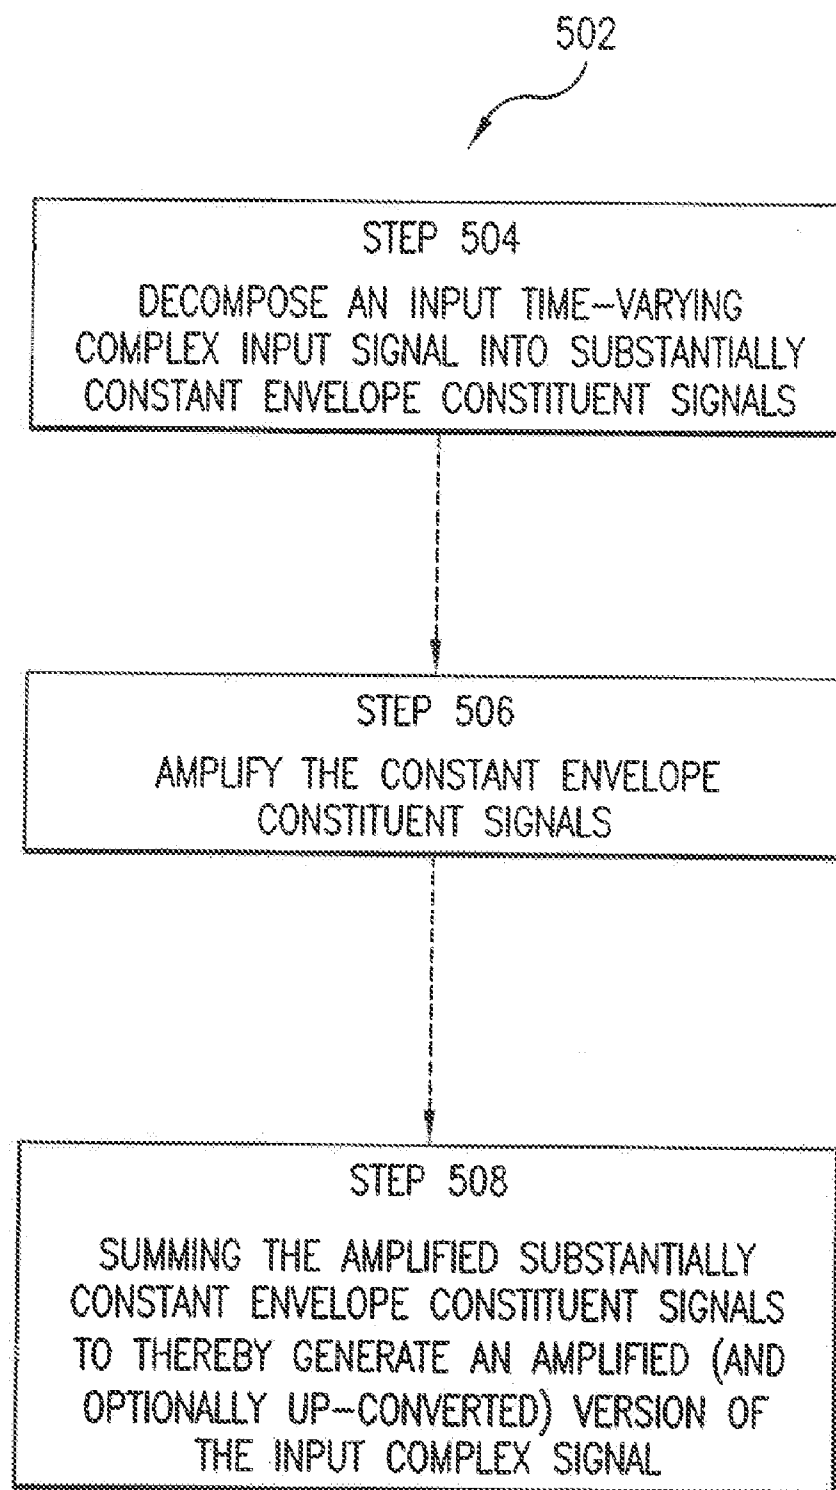 502
STEP 504
DECOMPOSE AN INPUT TIME-VARYING
COMPLEX INPUT SIGNAL INTO SUBSTANTIALLY
CONSTANT ENVELOPE CONSTITUENT SIGNALS
STEP 506
AMPLIFY THE CONSTANT ENVELOPE
CONSTITUENT SIGNALS
STEP 508
SUMMING THE AMPLIFIED SUBSTANTIALLY
CONSTANT ENVELOPE CONSTITUENT SIGNALS
TO THEREBY GENERATE AN AMPLIFIED (AND
OPTIONALLY UP-CONVERTED) VERSION OF
THE INPUT COMPLEX SIGNAL